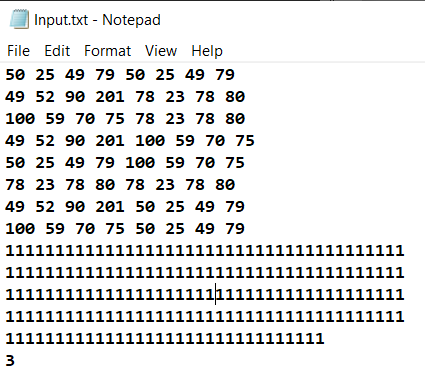 Input.txt - Notepad
File Edit Format View Help
50 25 49 79 50 25 49 79
49 52 90 201 78 23 78 80
100 59 70 75 78 23 78 80
49 52 90 201 100 59 70 75
50 25 49 79 100 59 70 75
78 23 78 80 78 23 78 80
49 52 90 201 50 25 49 79
100 59 70 75 50 25 49 79
1111111111111111111111111111111111111111
1111111111111111111111111111111111111111
1111111111111111111111111111111111111111
1111111111111111111111111111111111111111
11111111111111111111111111111111
3